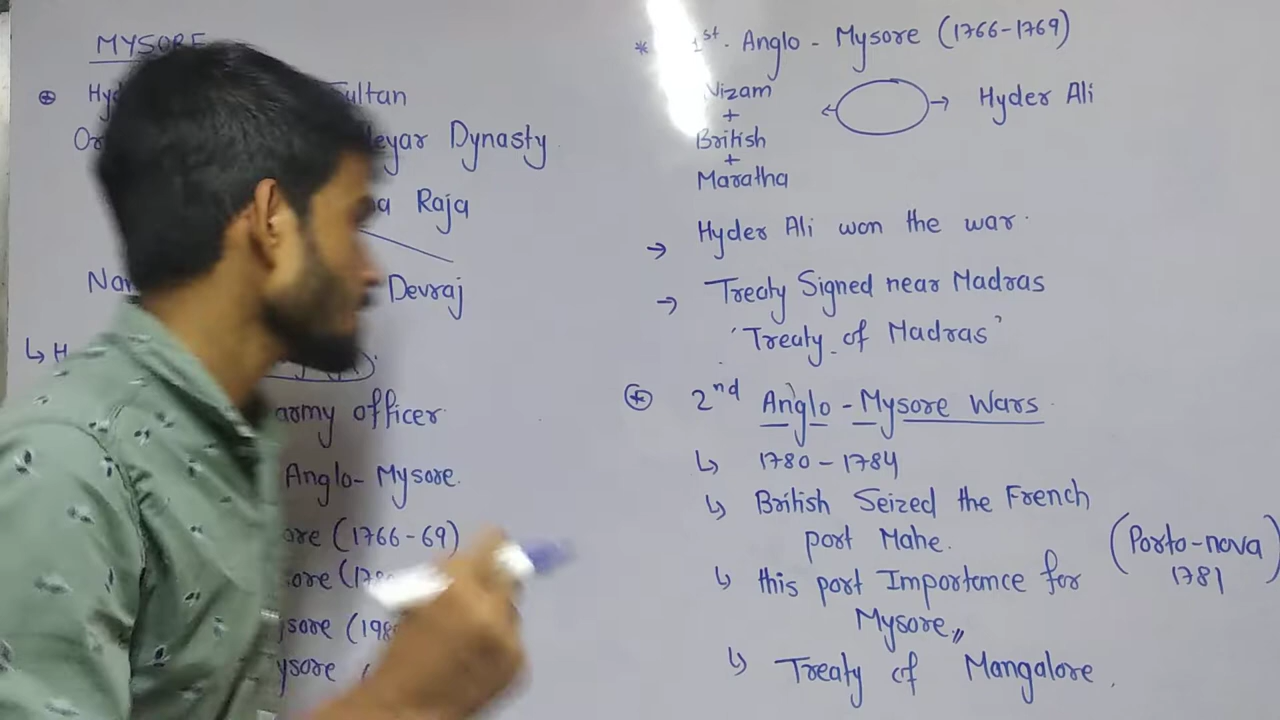 MYSORE
Sultan
Dynasty
Raja
Devraj
army officer
Anglo-Mysore.
(1766-69)
* 1st. Anglo - Mysore (1766-1769)
Nizam
+
British
+
Maratha
← → Hyder Ali
→ Hyder Ali won the war.
→ Treaty Signed near Madras
'Treaty of Madras'
2nd Anglo - Mysore Wars
↳ 1780 - 1784
↳ British Seized the French
port Mahe.
(Porto-nova)
1781
↳ this port Importance for
Mysore,,
↳ Treaty of Mangalore.